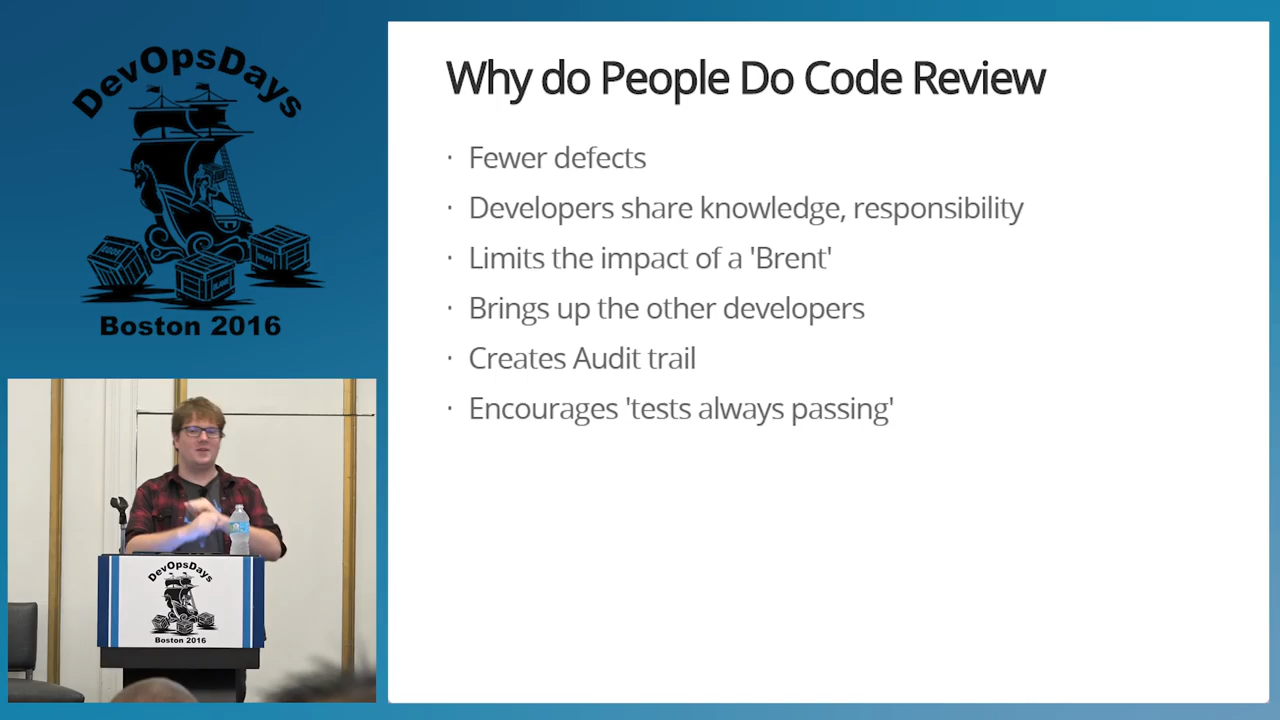 DevOpsDays
Boston 2016
Why do People Do Code Review
· Fewer defects
· Developers share knowledge, responsibility
· Limits the impact of a 'Brent'
· Brings up the other developers
· Creates Audit trail
· Encourages 'tests always passing'
DevOpsDays
Boston 2016